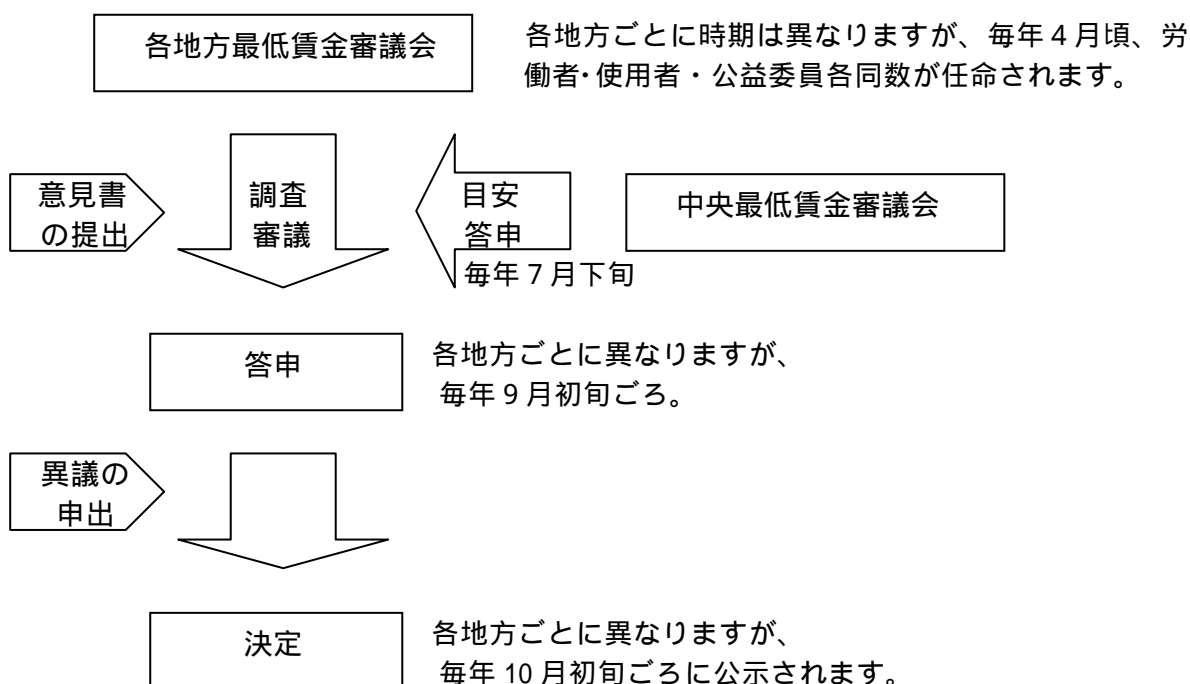 各地方最低賃金審議会
各地方ごとに時期は異なりますが、毎年４月頃、労
働者・使用者・公益委員各同数が任命されます。
意見書
の提出
調査
審議
目安
答申
毎年７月下旬
中央最低賃金審議会
答申
各地方ごとに異なりますが、
毎年９月初旬ごろ。
異議の
申出
決定
各地方ごとに異なりますが、
毎年 10 月初旬ごろに公示されます。